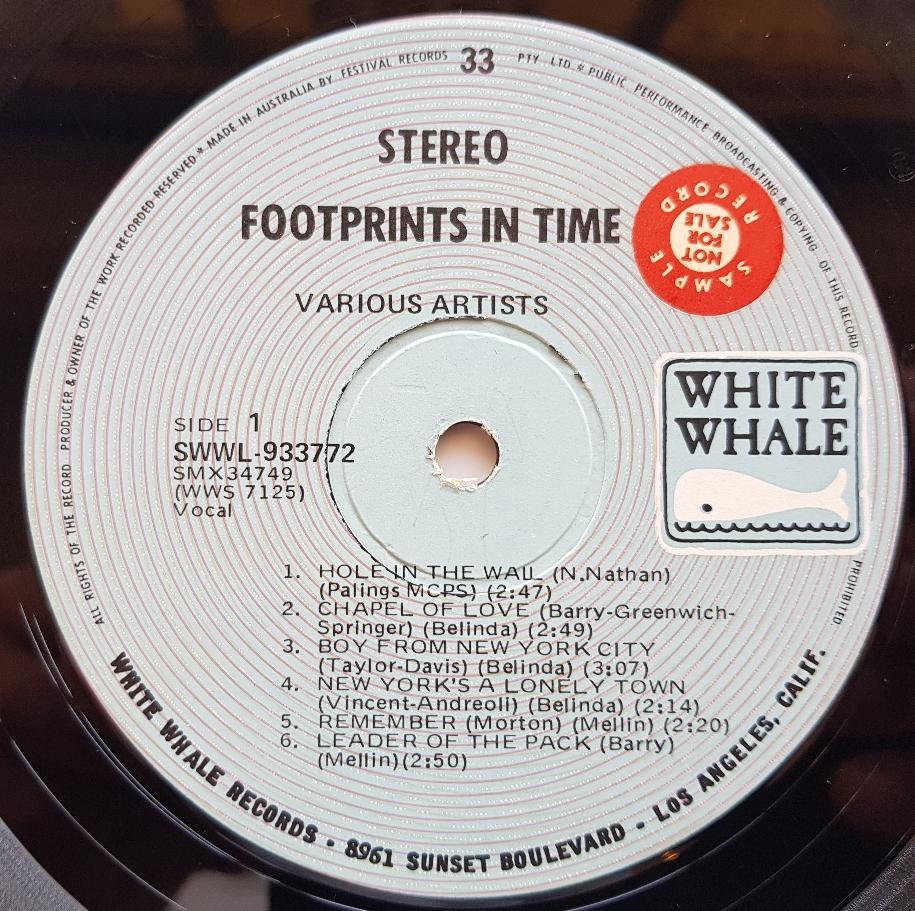 ALL RIGHTS OF THE RECORD PRODUCER & OWNER OF THE WORK RECORDED RESERVED * MADE IN AUSTRALIA BY FESTIVAL RECORDS 33 PTY LTD * PUBLIC PERFORMANCE BROADCASTING & COPYING OF THIS RECORD PROHIBITED.
STEREO
FOOTPRINTS IN TIME
SAMPLE RECORD
NOT
FOR
SALE
VARIOUS ARTISTS
WHITE
WHALE
SIDE 1
SWWL-933772
SMX34749
(WWS 7125)
Vocal
1. HOLE IN THE WALL (N.Nathan)
(Palings MCPS) (2:47)
2. CHAPEL OF LOVE (Barry-Greenwich-
Springer) (Belinda) (2:49)
3. BOY FROM NEW YORK CITY
(Taylor-Davis) (Belinda) (3:07)
4. NEW YORK'S A LONELY TOWN
(Vincent-Andreoli) (Belinda) (2:14)
5. REMEMBER (Morton) (Mellin) (2:20)
6. LEADER OF THE PACK (Barry)
(Mellin)(2:50)
WHITE WHALE RECORDS • 8961 SUNSET BOULEVARD • LOS ANGELES, CALIF.